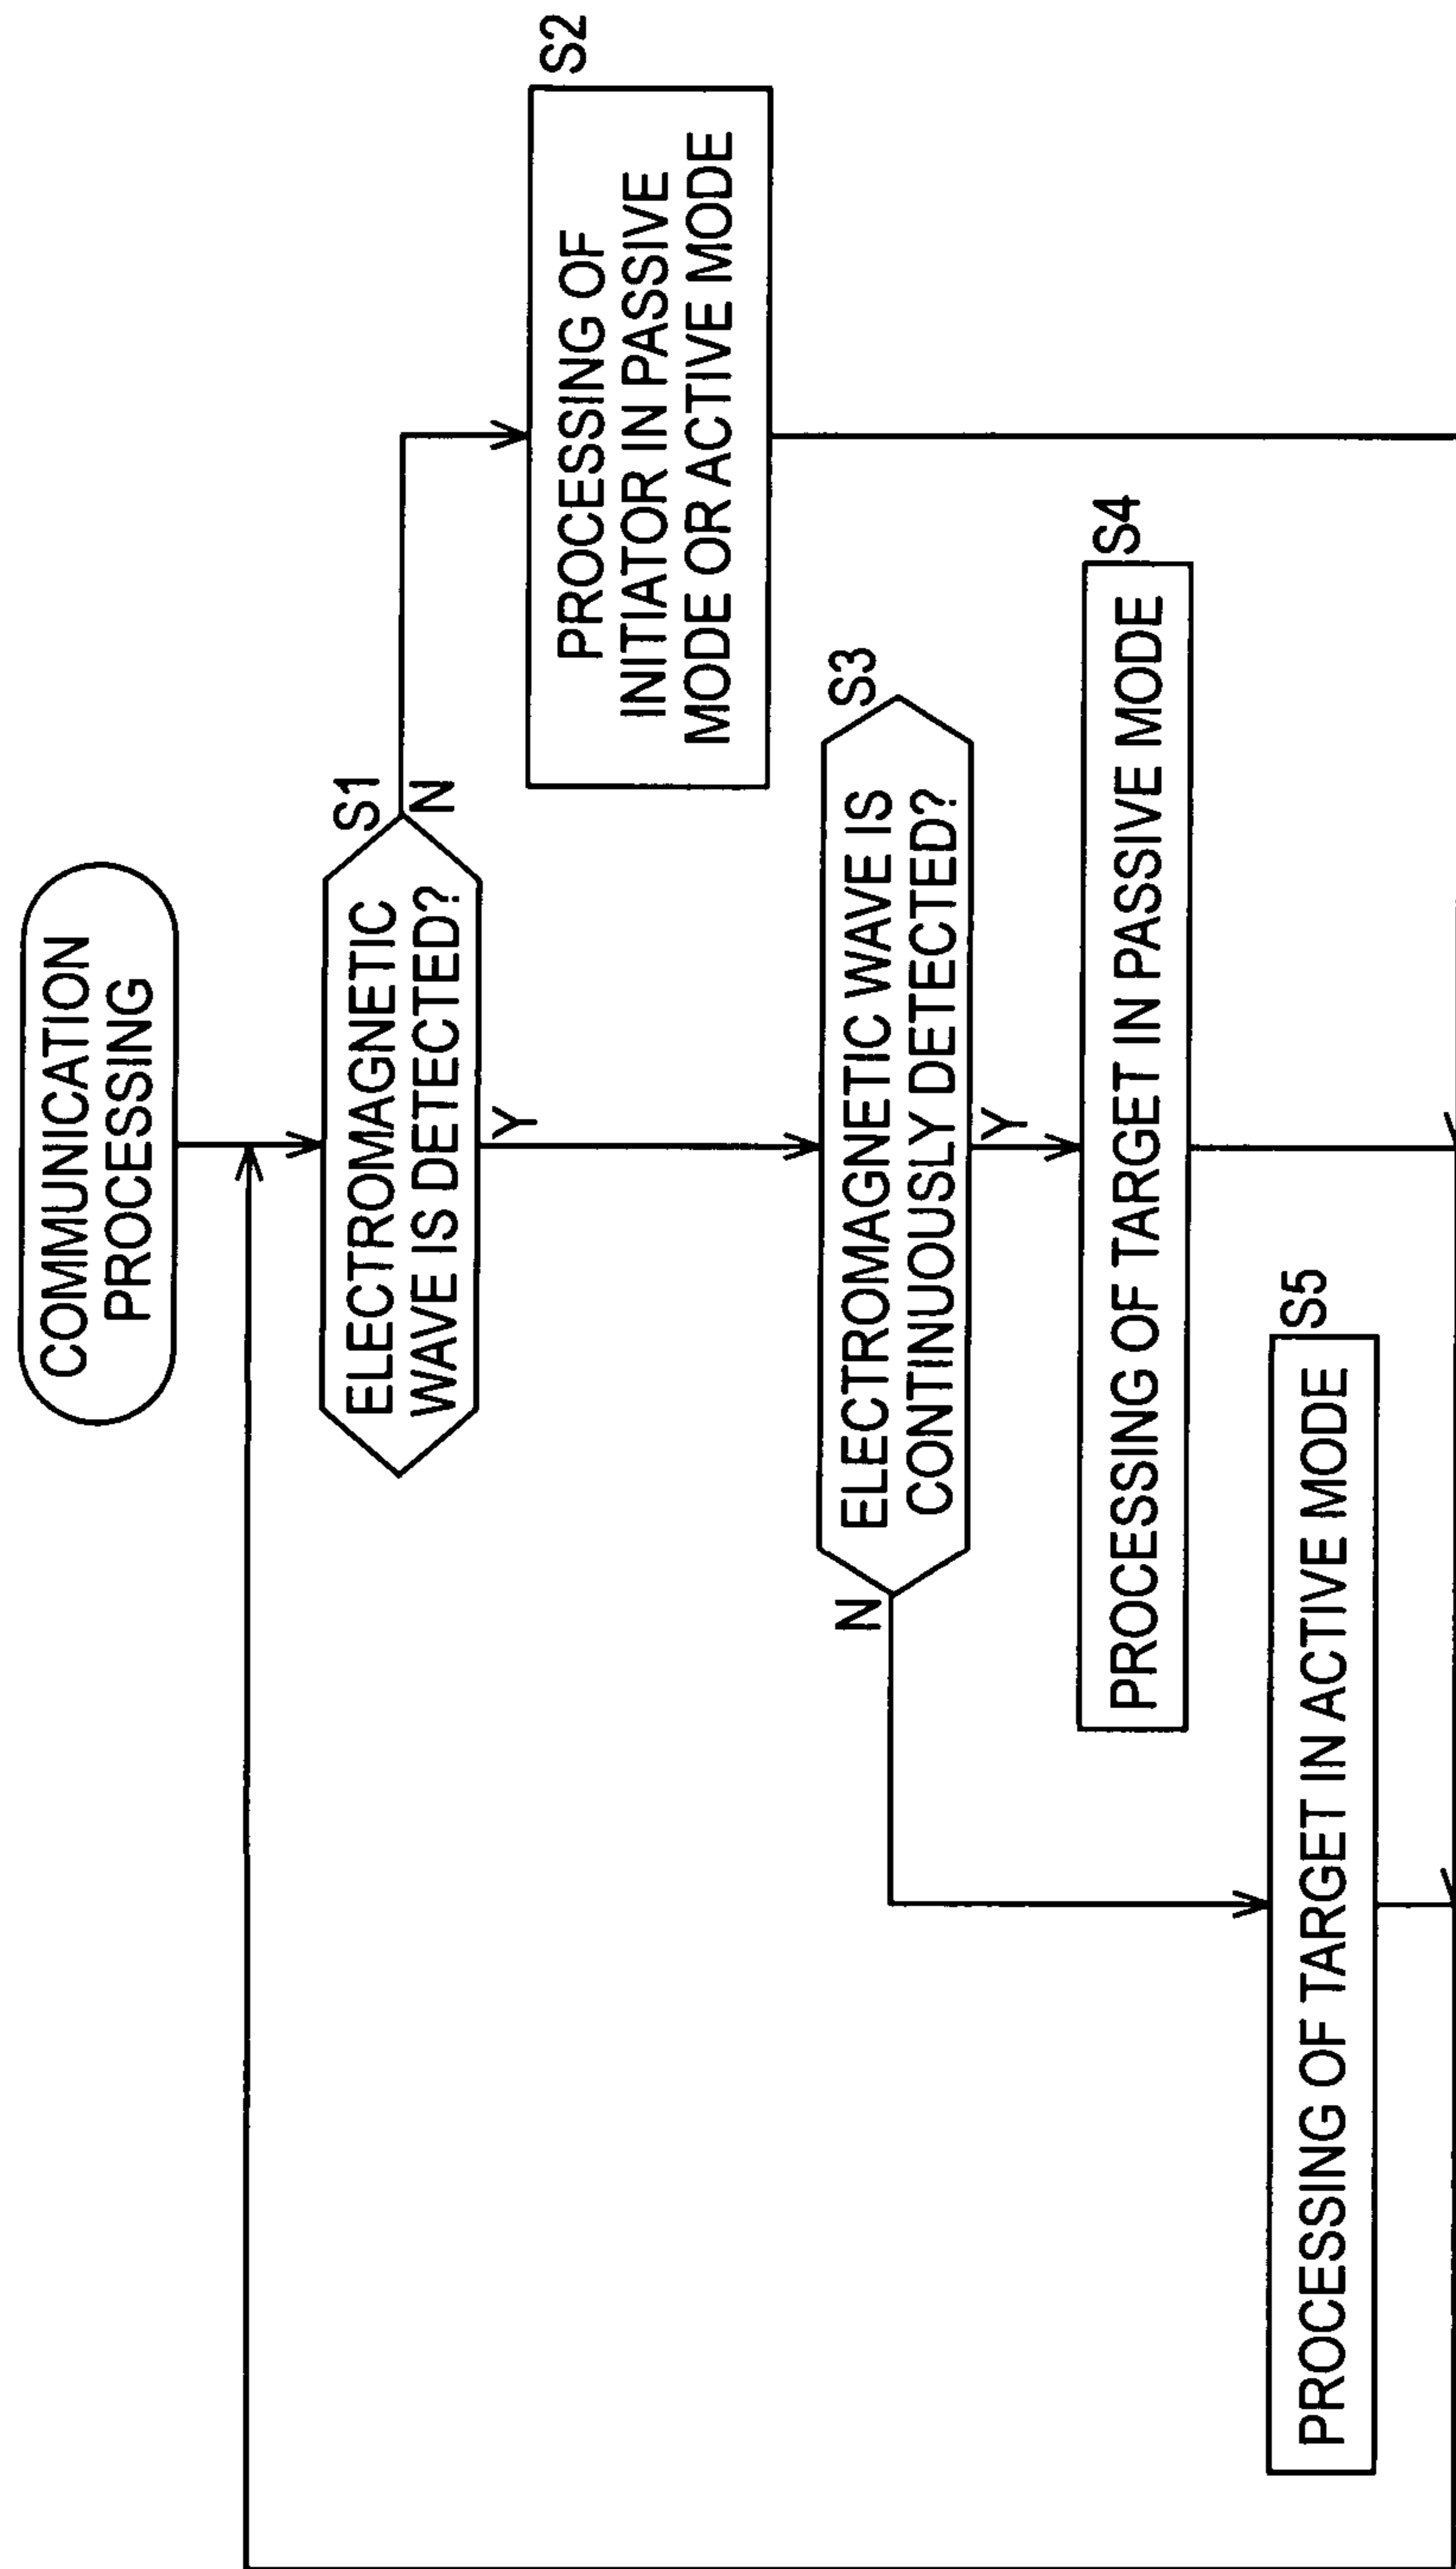 COMMUNICATION
PROCESSING
S1
ELECTROMAGNETIC
WAVE IS DETECTED?
N
Y
S2
PROCESSING OF
INITIATOR IN PASSIVE
MODE OR ACTIVE MODE
S3
ELECTROMAGNETIC WAVE IS
CONTINUOUSLY DETECTED?
N
Y
S4
PROCESSING OF TARGET IN PASSIVE MODE
S5
PROCESSING OF TARGET IN ACTIVE MODE